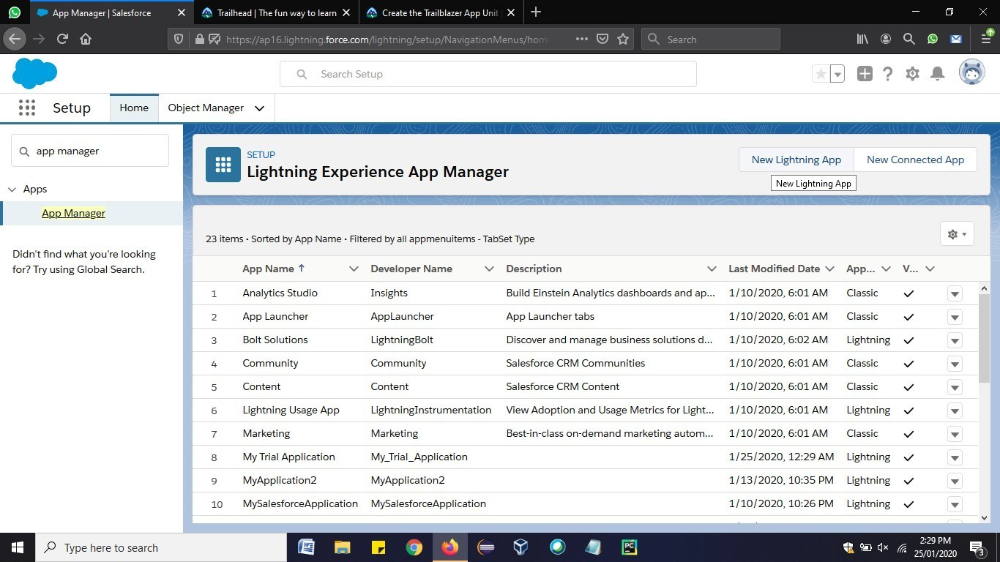 App Manager | Salesforce
Trailhead | The fun way to learn
Create the Trailblazer App Unit
https://ap16.lightning.force.com/lightning/setup/NavigationMenus/home
Search
Search Setup
Setup
Home
Object Manager
app manager
Apps
App Manager
Didn't find what you're looking
for? Try using Global Search.
SETUP
Lightning Experience App Manager
New Lightning App
New Connected App
New Lightning App
23 items • Sorted by App Name • Filtered by all appmenuitems - TabSet Type
App Name Developer Name Description Last Modified Date App... V...
1 Analytics Studio Insights Build Einstein Analytics dashboards and ap... 1/10/2020, 6:01 AM Classic
2 App Launcher AppLauncher App Launcher tabs 1/10/2020, 6:01 AM Classic
3 Bolt Solutions LightningBolt Discover and manage business solutions d... 1/10/2020, 6:02 AM Lightning
4 Community Community Salesforce CRM Communities 1/10/2020, 6:01 AM Classic
5 Content Content Salesforce CRM Content 1/10/2020, 6:01 AM Classic
6 Lightning Usage App LightningInstrumentation View Adoption and Usage Metrics for Light... 1/10/2020, 6:01 AM Lightning
7 Marketing Marketing Best-in-class on-demand marketing autom... 1/10/2020, 6:01 AM Classic
8 My Trial Application My_Trial_Application 1/25/2020, 12:29 AM Lightning
9 MyApplication2 MyApplication2 1/13/2020, 10:35 PM Lightning
10 MySalesforceApplication MySalesforceApplication 1/10/2020, 10:26 PM Lightning
Type here to search
2:29 PM
25/01/2020
3